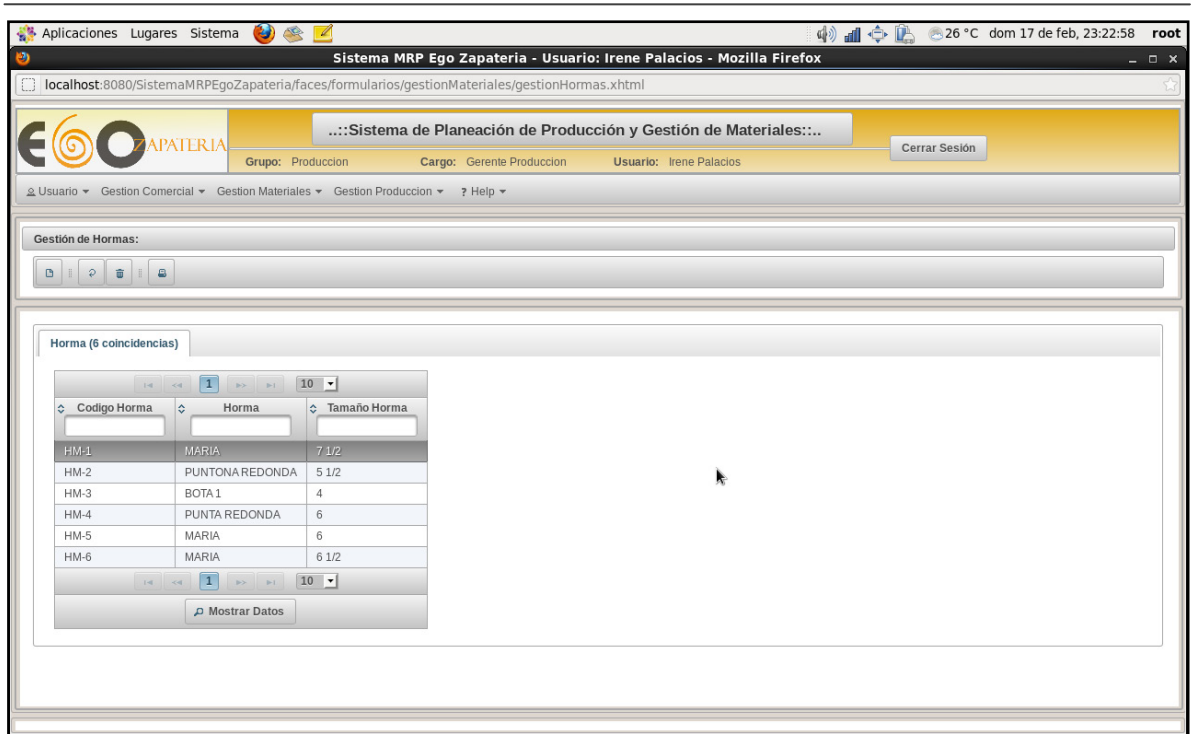 Aplicaciones Lugares Sistema 26 °C dom 17 de feb, 23:22:58 root
Sistema MRP Ego Zapateria - Usuario: Irene Palacios - Mozilla Firefox
localhost:8080/SistemaMRPEgoZapateria/faces/formularios/gestionMateriales/gestionHormas.xhtml
EGO ZAPATERIA
..::Sistema de Planeación de Producción y Gestión de Materiales::..
Cerrar Sesión
Grupo: Produccion Cargo: Gerente Produccion Usuario: Irene Palacios
Usuario Gestion Comercial Gestion Materiales Gestion Produccion ? Help
Gestión de Hormas:
Horma (6 coincidencias)
1 10
Codigo Horma Horma Tamaño Horma
HM-1 MARIA 7 1/2
HM-2 PUNTONA REDONDA 5 1/2
HM-3 BOTA 1 4
HM-4 PUNTA REDONDA 6
HM-5 MARIA 6
HM-6 MARIA 6 1/2
1 10
Mostrar Datos